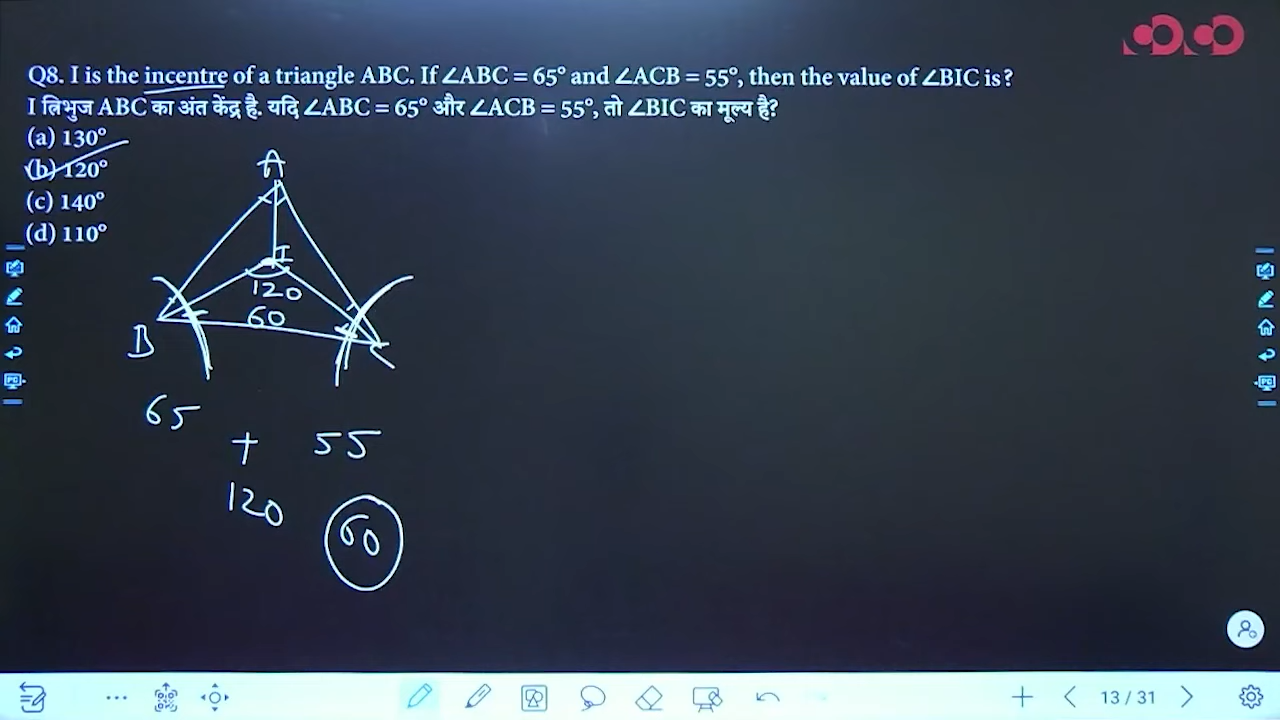 Q8. I is the incentre of a triangle ABC. If ∠ABC = 65° and ∠ACB = 55°, then the value of ∠BIC is?
I त्रिभुज ABC का अंत केंद्र है. यदि ∠ABC = 65° और ∠ACB = 55°, तो ∠BIC का मूल्य है?
(a) 130°
(b) 120°
(c) 140°
(d) 110°
A
I
120
60
B
C
65
+ 55
120
60
13 / 31